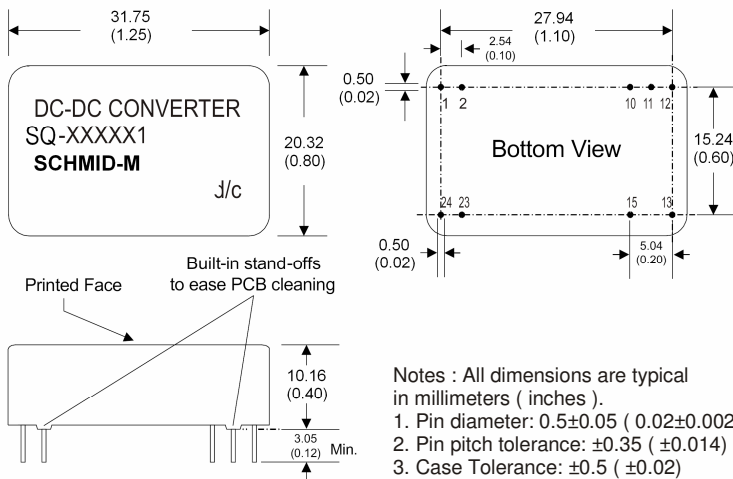 31.75
(1.25)
DC-DC CONVERTER
SQ-XXXXX1
SCHMID-M
d/c
20.32
(0.80)
27.94
(1.10)
2.54
(0.10)
0.50
(0.02)
1 2 10 11 12
Bottom View
15.24
(0.60)
24 23 15 13
0.50
(0.02)
5.04
(0.20)
Printed Face
Built-in stand-offs
to ease PCB cleaning
10.16
(0.40)
3.05
(0.12) Min.
Notes : All dimensions are typical
in millimeters ( inches ).
1. Pin diameter: 0.5±0.05 ( 0.02±0.002
2. Pin pitch tolerance: ±0.35 ( ±0.014)
3. Case Tolerance: ±0.5 ( ±0.02)